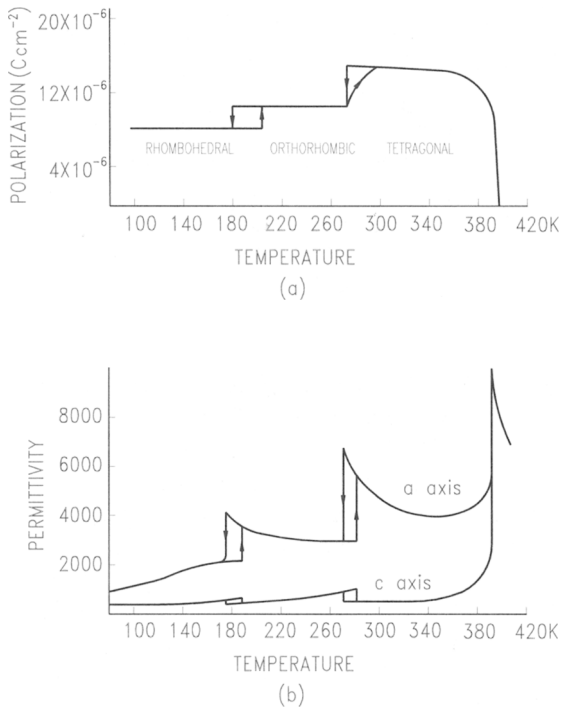 POLARIZATION (C cm⁻²)
20X10⁻⁶
12X10⁻⁶
4X10⁻⁶
RHOMBOHEDRAL ORTHORHOMBIC TETRAGONAL
100 140 180 220 260 300 340 380 420K
TEMPERATURE
(a)
PERMITTIVITY
8000
6000
4000
2000
a axis
c axis
100 140 180 220 260 300 340 380 420K
TEMPERATURE
(b)